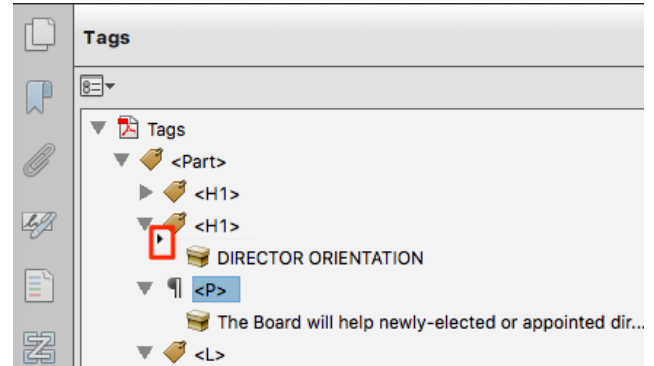 Tags
Tags
<Part>
<H1>
<H1>
DIRECTOR ORIENTATION
<P>
The Board will help newly-elected or appointed dir...
<L>